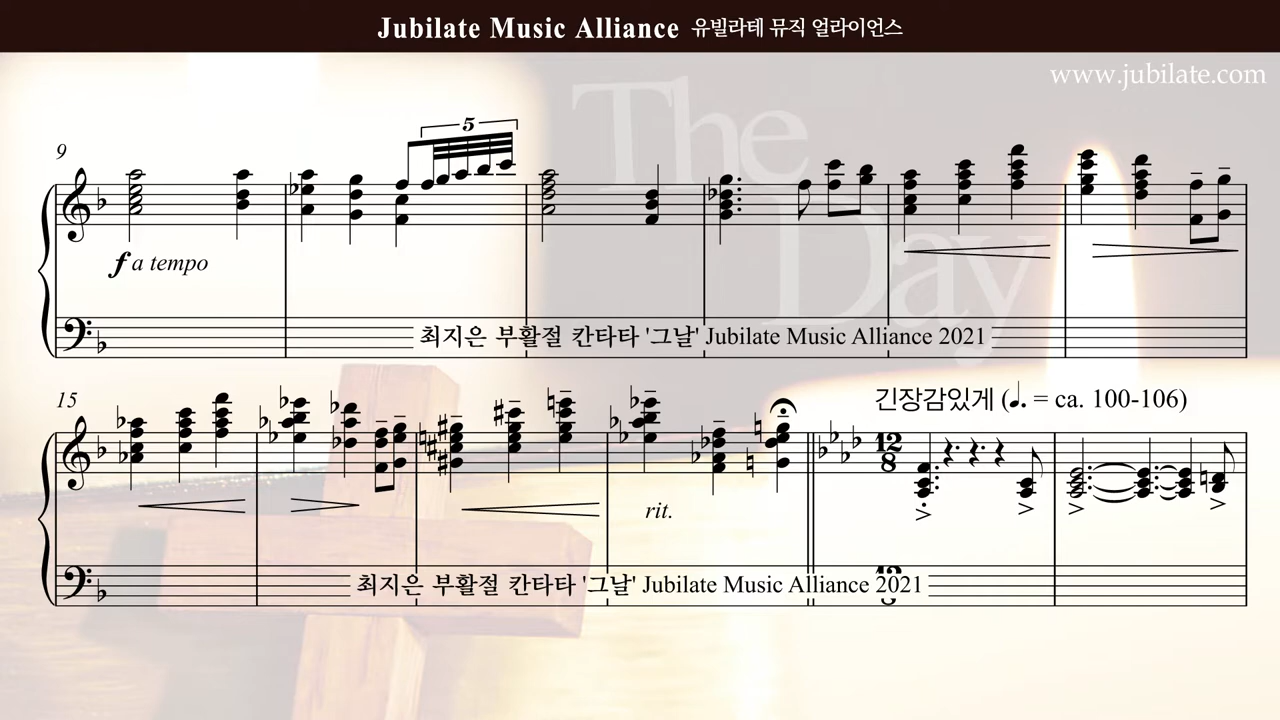 Jubilate Music Alliance 유빌라테 뮤직 얼라이언스
www.jubilate.com
The
Day
9
5
f a tempo
최지은 부활절 칸타타 '그날' Jubilate Music Alliance 2021
15
긴장감있게 (♩. = ca. 100-106)
12
8
rit.
최지은 부활절 칸타타 '그날' Jubilate Music Alliance 2021